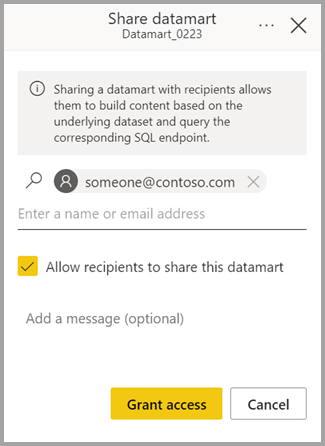 Share datamart
Datamart_0223
Sharing a datamart with recipients allows
them to build content based on the
underlying dataset and query the
corresponding SQL endpoint.
someone@contoso.com
Enter a name or email address
Allow recipients to share this datamart
Add a message (optional)
Grant access
Cancel